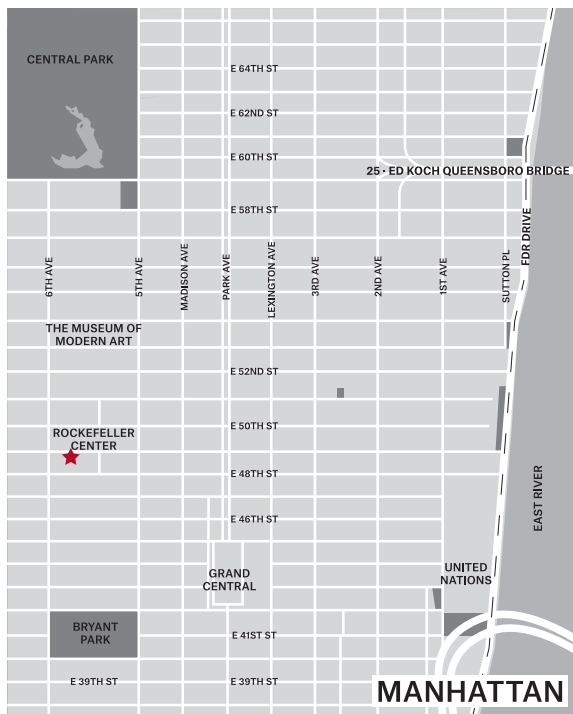 CENTRAL PARK
E 64TH ST
E 62ND ST
E 60TH ST
25 · ED KOCH QUEENSBORO BRIDGE
E 58TH ST
6TH AVE
5TH AVE
MADISON AVE
PARK AVE
LEXINGTON AVE
3RD AVE
2ND AVE
1ST AVE
SUTTON PL
FDR DRIVE
THE MUSEUM OF
MODERN ART
E 52ND ST
E 50TH ST
ROCKEFELLER
CENTER
E 48TH ST
EAST RIVER
E 46TH ST
GRAND
CENTRAL
UNITED
NATIONS
BRYANT
PARK
E 41ST ST
E 39TH ST
E 39TH ST
MANHATTAN